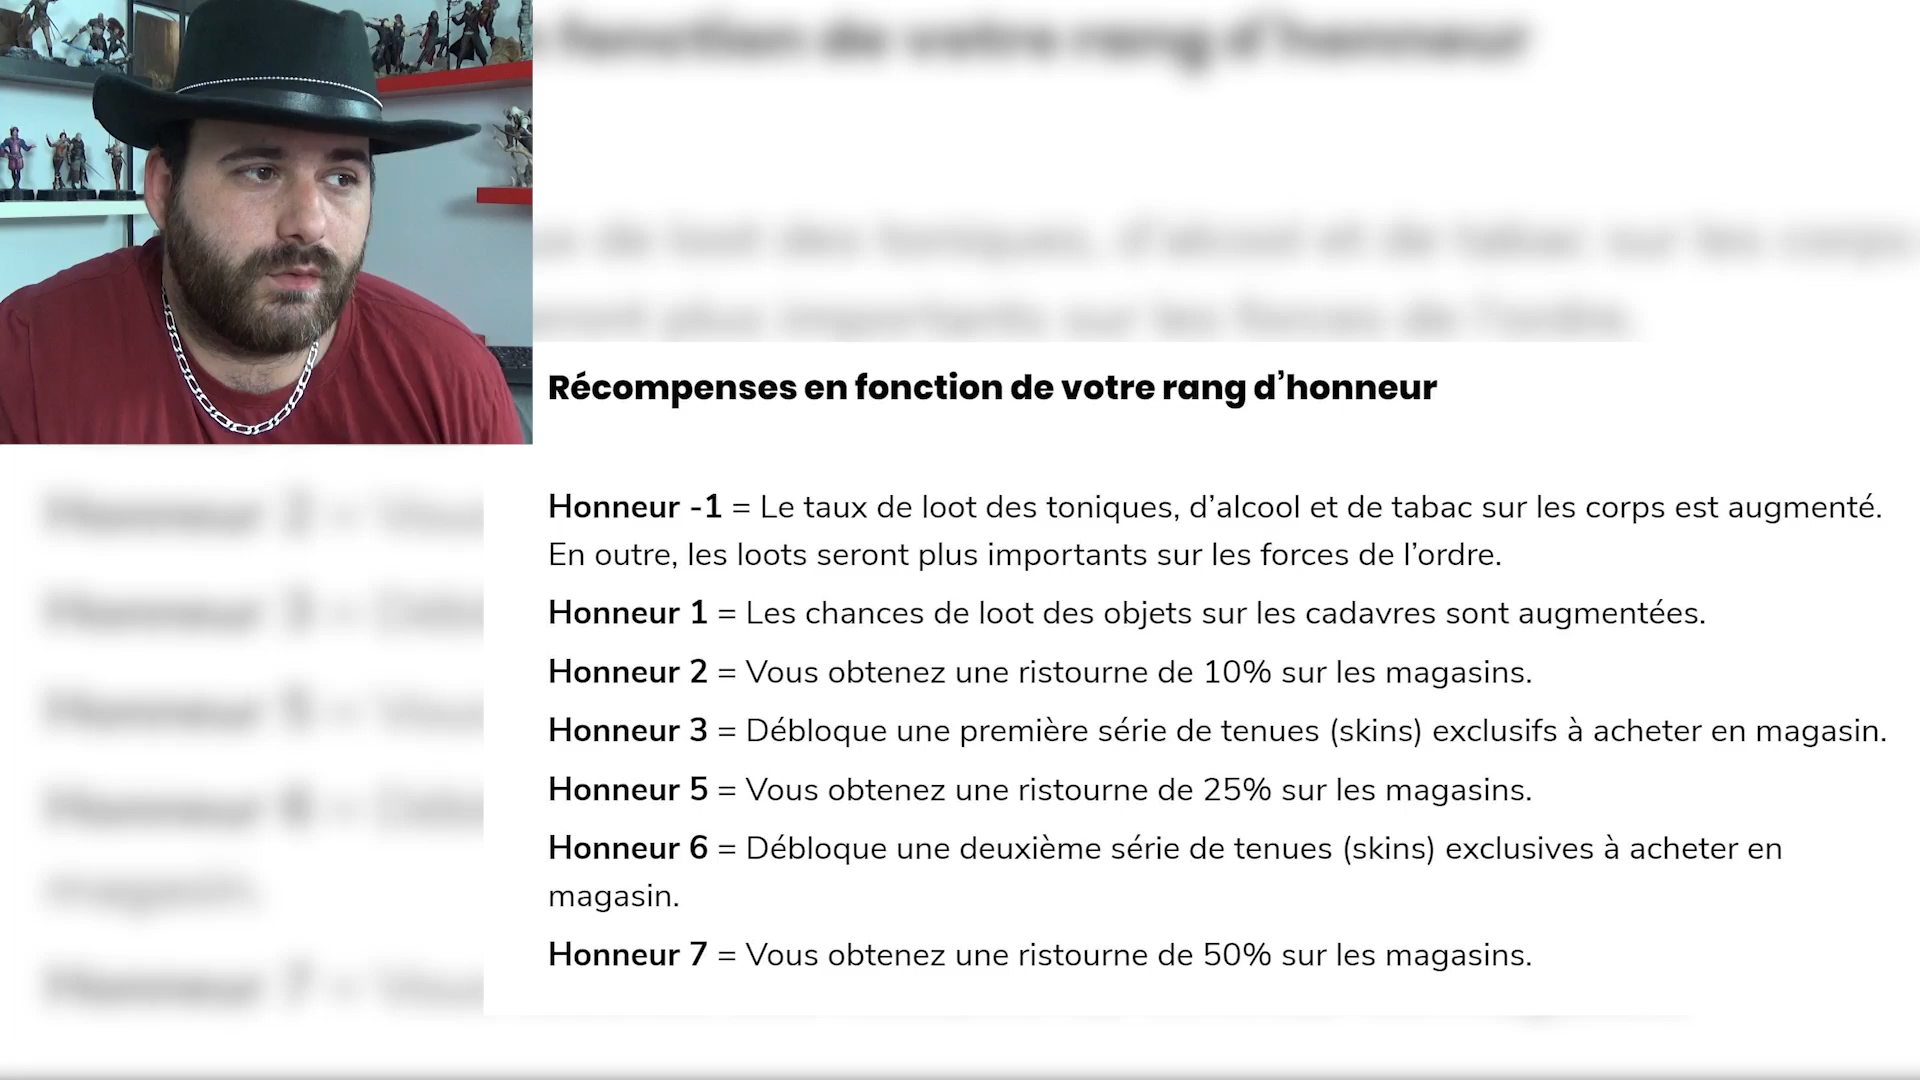 Récompenses en fonction de votre rang d’honneur
Honneur -1 = Le taux de loot des toniques, d’alcool et de tabac sur les corps est augmenté.
En outre, les loots seront plus importants sur les forces de l’ordre.
Honneur 1 = Les chances de loot des objets sur les cadavres sont augmentées.
Honneur 2 = Vous obtenez une ristourne de 10% sur les magasins.
Honneur 3 = Débloque une première série de tenues (skins) exclusifs à acheter en magasin.
Honneur 5 = Vous obtenez une ristourne de 25% sur les magasins.
Honneur 6 = Débloque une deuxième série de tenues (skins) exclusives à acheter en
magasin.
Honneur 7 = Vous obtenez une ristourne de 50% sur les magasins.